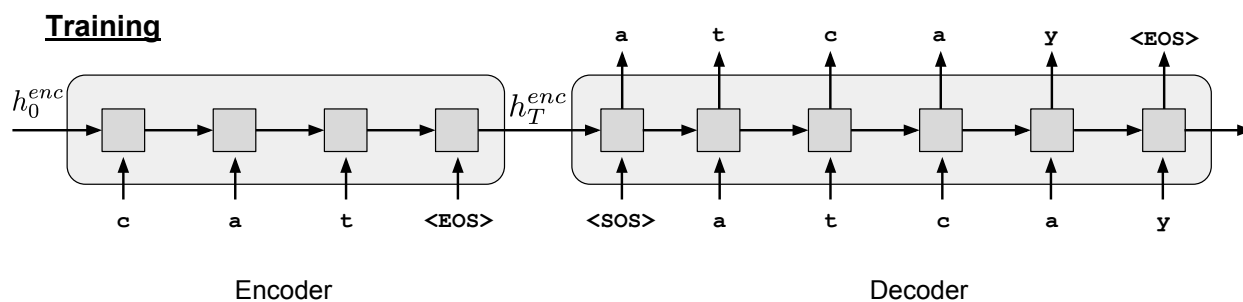 Training
a t c a y <EOS>
h_0^{enc} h_T^{enc}
c a t <EOS> <SOS> a t c a y
Encoder Decoder